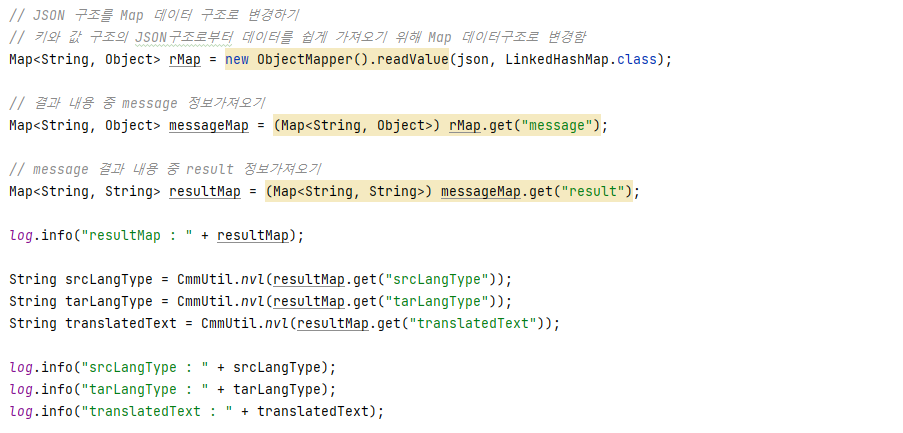 // JSON 구조를 Map 데이터 구조로 변경하기
// 키와 값 구조의 JSON구조로부터 데이터를 쉽게 가져오기 위해 Map 데이터구조로 변경함
Map<String, Object> rMap = new ObjectMapper().readValue(json, LinkedHashMap.class);
// 결과 내용 중 message 정보가져오기
Map<String, Object> messageMap = (Map<String, Object>) rMap.get("message");
// message 결과 내용 중 result 정보가져오기
Map<String, String> resultMap = (Map<String, String>) messageMap.get("result");
log.info("resultMap : " + resultMap);
String srcLangType = CmmUtil.nvl(resultMap.get("srcLangType"));
String tarLangType = CmmUtil.nvl(resultMap.get("tarLangType"));
String translatedText = CmmUtil.nvl(resultMap.get("translatedText"));
log.info("srcLangType : " + srcLangType);
log.info("tarLangType : " + tarLangType);
log.info("translatedText : " + translatedText);